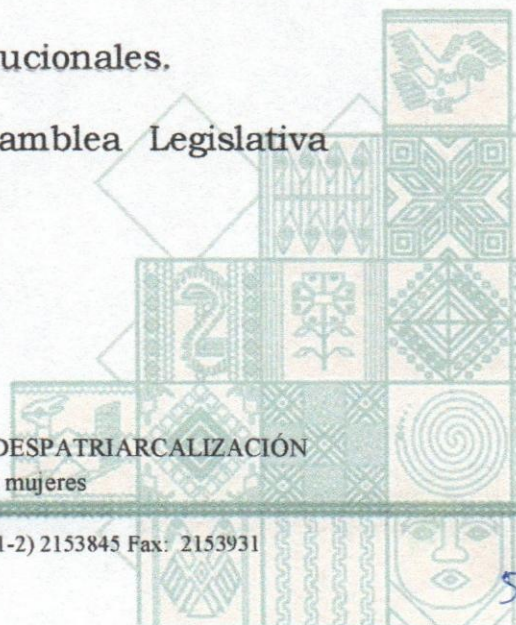 ucionales.
amblea Legislativa
DESPATRIARCALIZACIÓN
mujeres
1-2) 2153845 Fax: 2153931